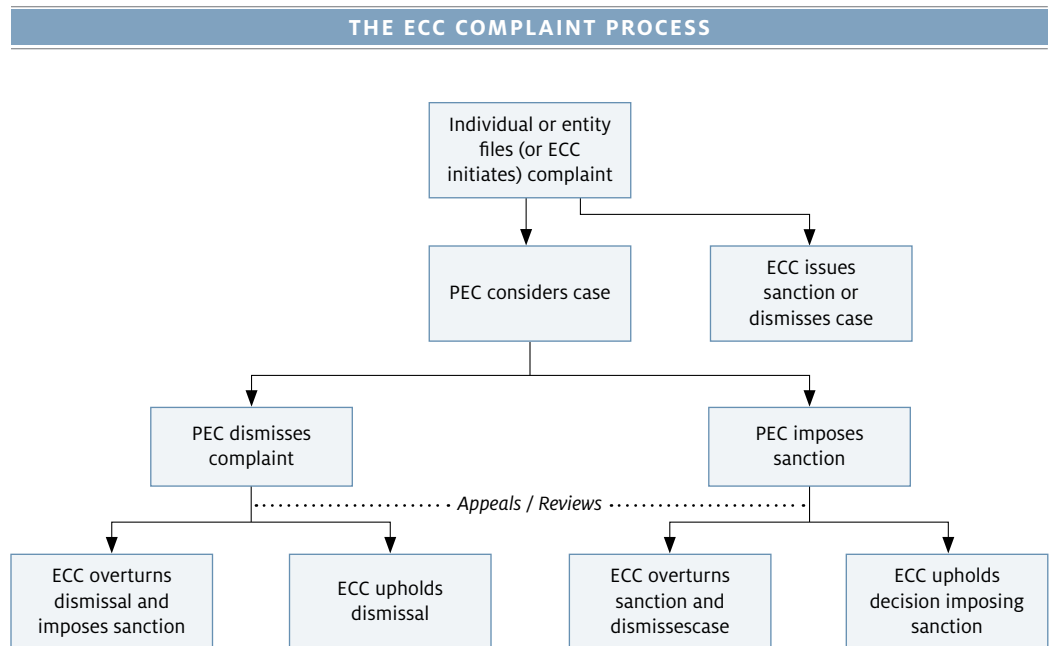 THE ECC COMPLAINT PROCESS
Individual or entity
files (or ECC
initiates) complaint
PEC considers case
ECC issues
sanction or
dismisses case
PEC dismisses
complaint
PEC imposes
sanction
Appeals / Reviews
ECC overturns
dismissal and
imposes sanction
ECC upholds
dismissal
ECC overturns
sanction and
dismissescase
ECC upholds
decision imposing
sanction